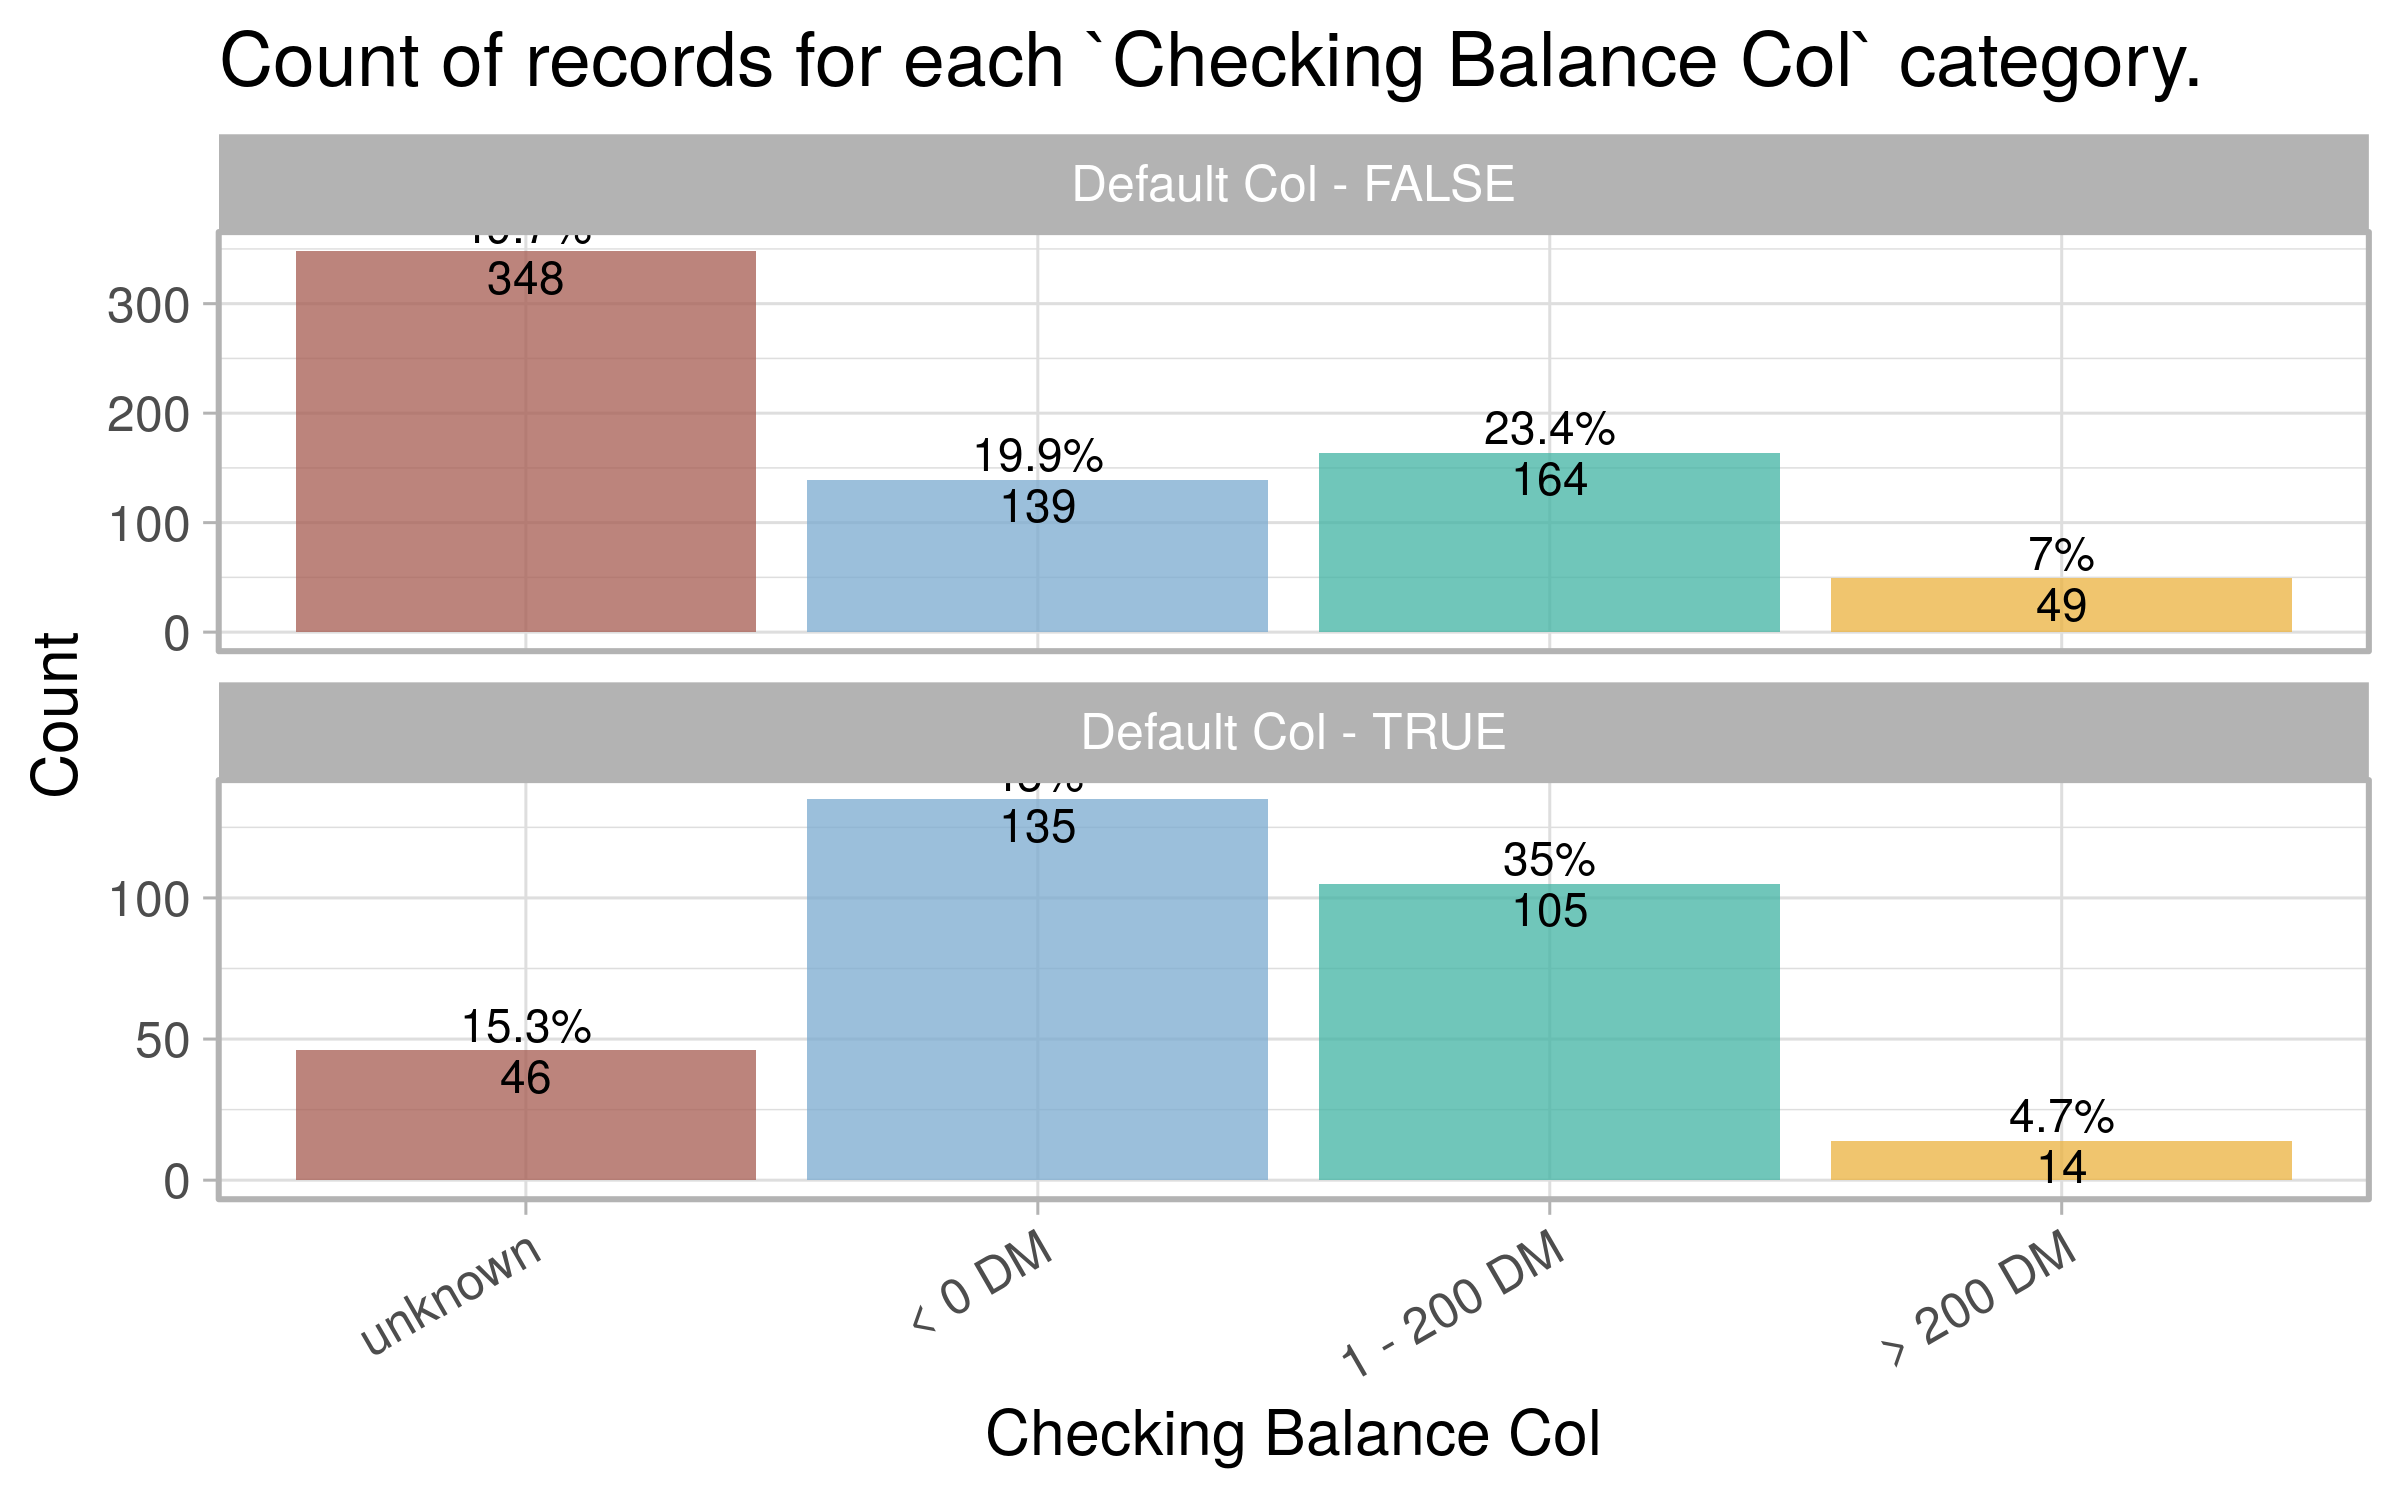 Count of records for each `Checking Balance Col` category.
Default Col - FALSE
348
19.9%
139
23.4%
164
7%
49
300
200
100
0
Count
Default Col - TRUE
135
35%
105
15.3%
46
4.7%
14
100
50
0
unknown
< 0 DM
1 - 200 DM
> 200 DM
Checking Balance Col